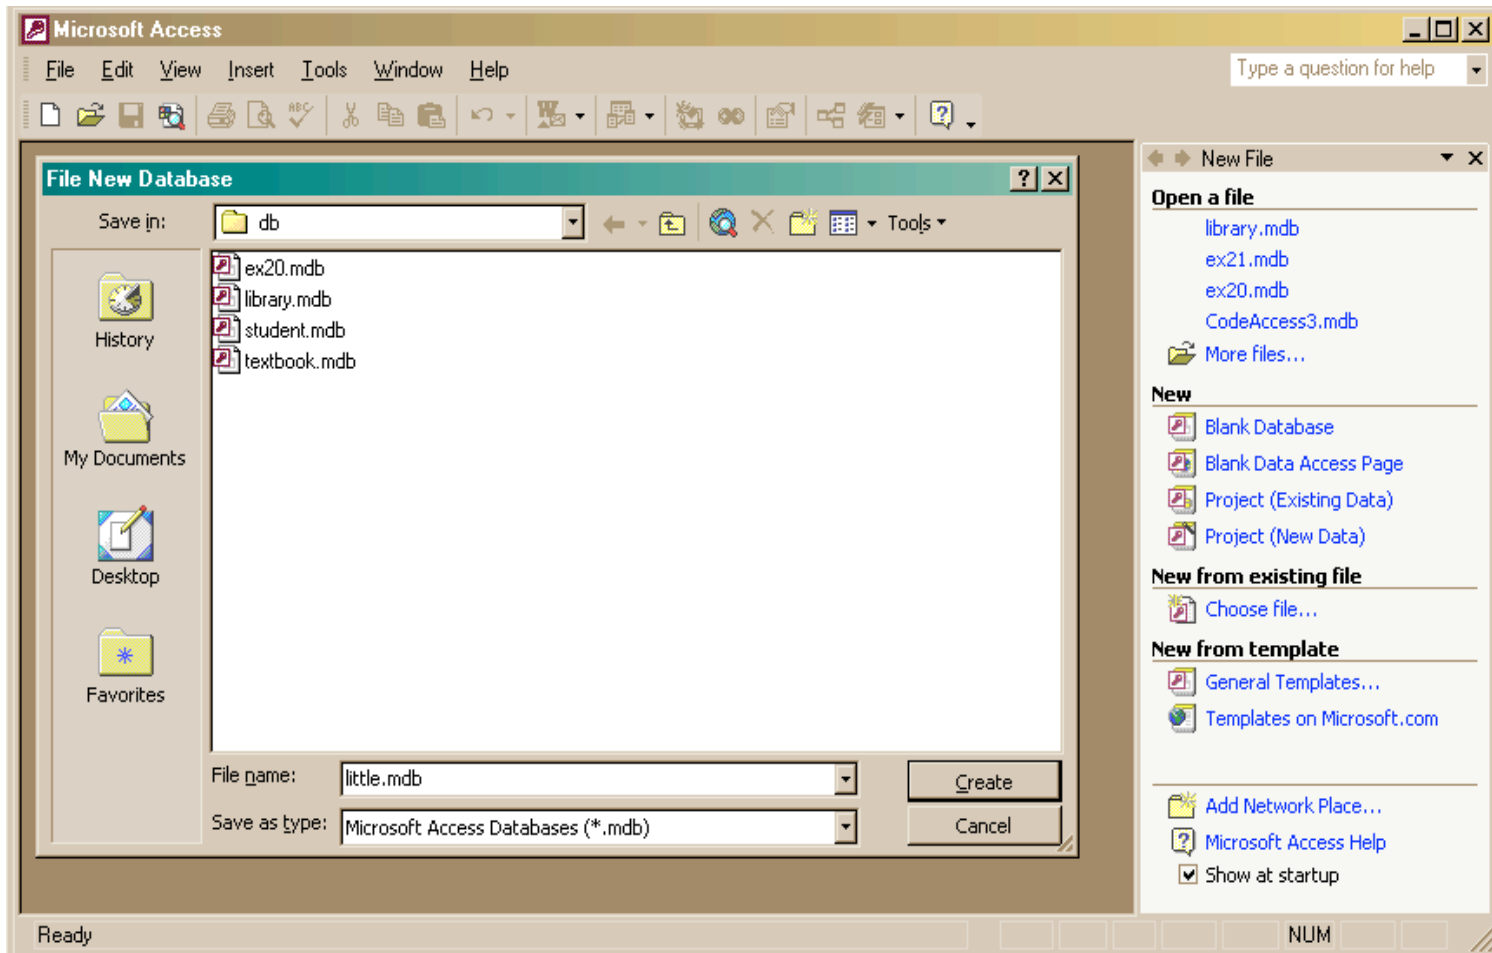 Microsoft Access
File Edit View Insert Tools Window Help
Type a question for help
File New Database
Save in:
db
Tools
ex20.mdb
library.mdb
student.mdb
textbook.mdb
History
My Documents
Desktop
Favorites
File name:
little.mdb
Create
Save as type:
Microsoft Access Databases (*.mdb)
Cancel
New File
Open a file
library.mdb
ex21.mdb
ex20.mdb
CodeAccess3.mdb
More files...
New
Blank Database
Blank Data Access Page
Project (Existing Data)
Project (New Data)
New from existing file
Choose file...
New from template
General Templates...
Templates on Microsoft.com
Add Network Place...
Microsoft Access Help
Show at startup
Ready
NUM